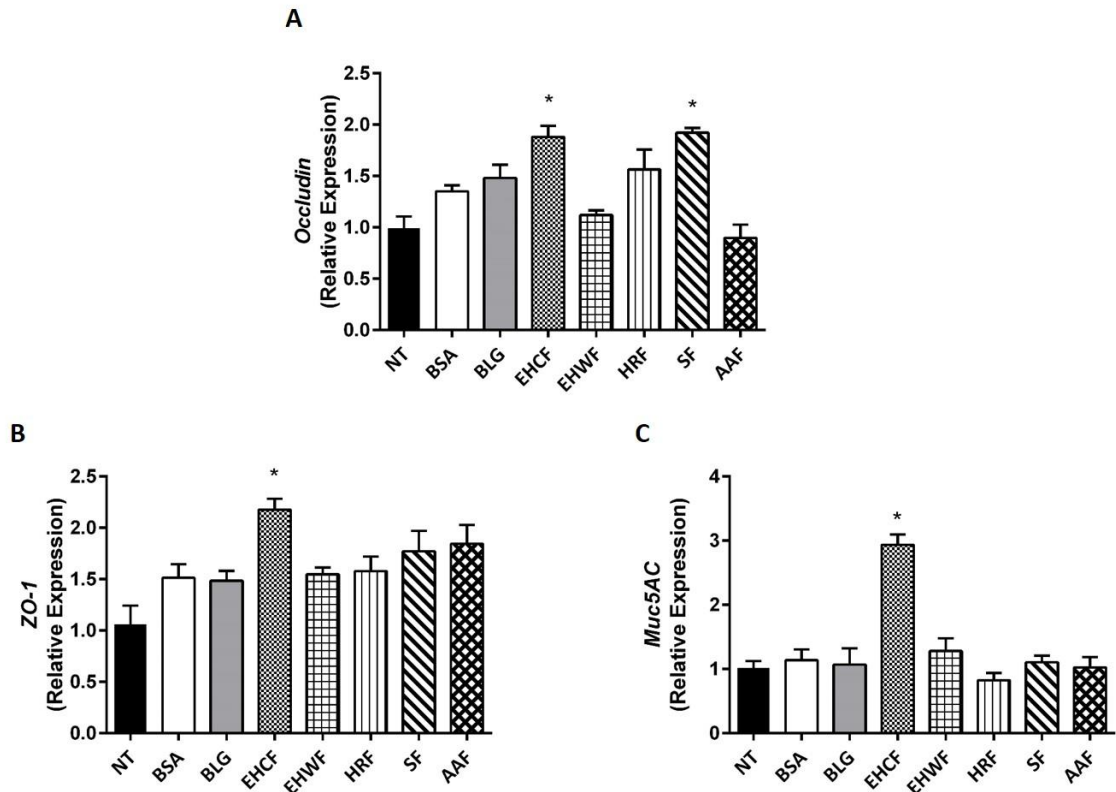 A
Occludin
(Relative Expression)
2.5
2.0
1.5
1.0
0.5
0.0
*
*
NT
BSA
BLG
EHCF
EHWF
HRF
SF
AAF
B
ZO-1
(Relative Expression)
2.5
2.0
1.5
1.0
0.5
0.0
*
NT
BSA
BLG
EHCF
EHWF
HRF
SF
AAF
C
Muc5AC
(Relative Expression)
4
3
2
1
0
*
NT
BSA
BLG
EHCF
EHWF
HRF
SF
AAF